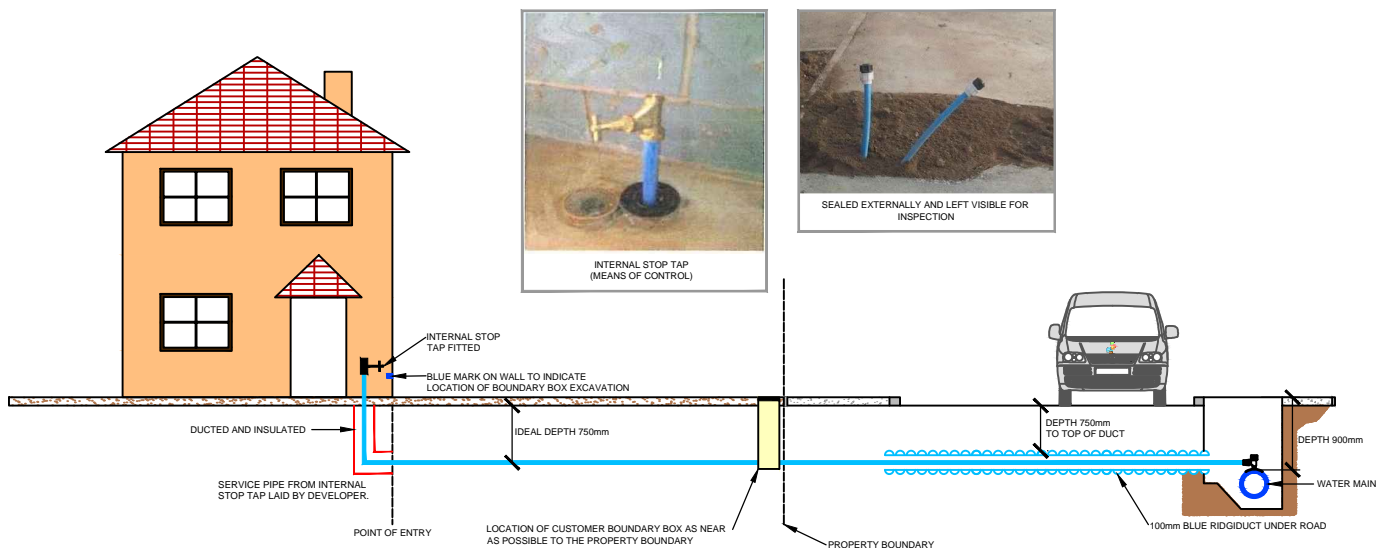 INTERNAL STOP TAP
(MEANS OF CONTROL)
SEALED EXTERNALLY AND LEFT VISIBLE FOR
INSPECTION
INTERNAL STOP
TAP FITTED
BLUE MARK ON WALL TO INDICATE
LOCATION OF BOUNDARY BOX EXCAVATION
DUCTED AND INSULATED
IDEAL DEPTH 750mm
DEPTH 750mm
TO TOP OF DUCT
DEPTH 900mm
SERVICE PIPE FROM INTERNAL
STOP TAP LAID BY DEVELOPER.
WATER MAIN
POINT OF ENTRY
LOCATION OF CUSTOMER BOUNDARY BOX AS NEAR
AS POSSIBLE TO THE PROPERTY BOUNDARY
PROPERTY BOUNDARY
100mm BLUE RIDGIDUCT UNDER ROAD